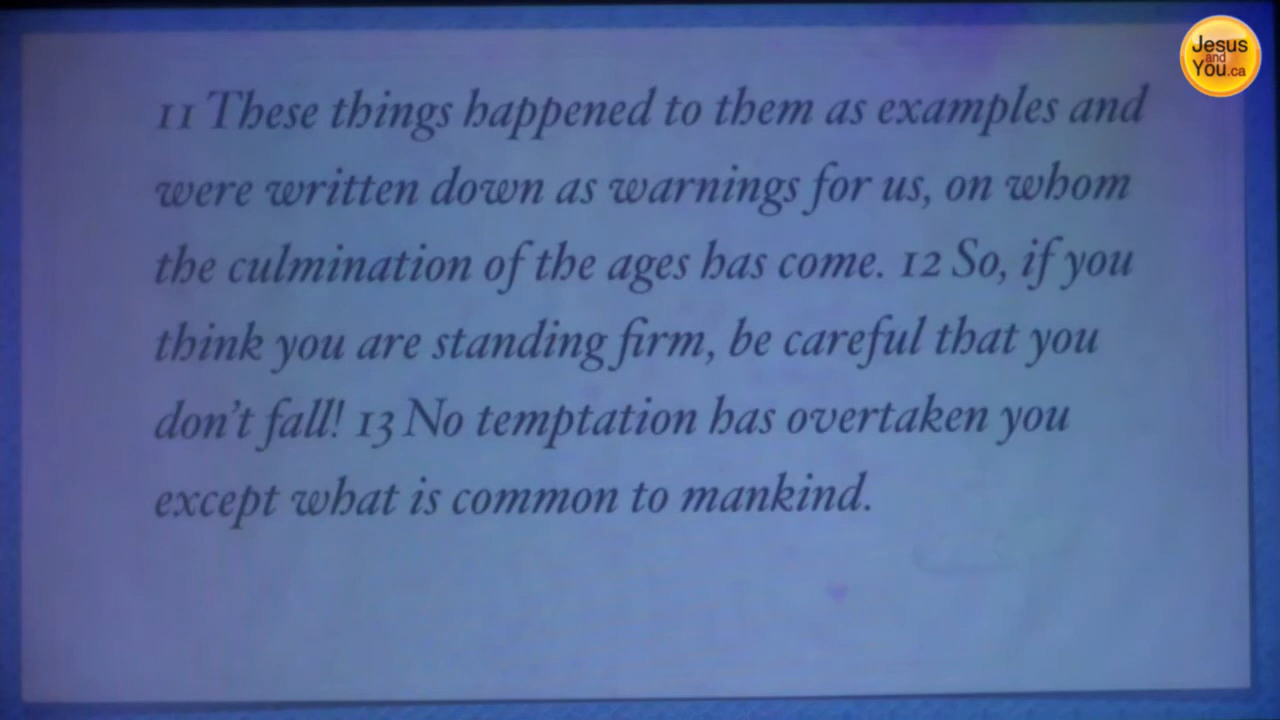 Jesus
and
You.ca
11 These things happened to them as examples and
were written down as warnings for us, on whom
the culmination of the ages has come. 12 So, if you
think you are standing firm, be careful that you
don't fall! 13 No temptation has overtaken you
except what is common to mankind.